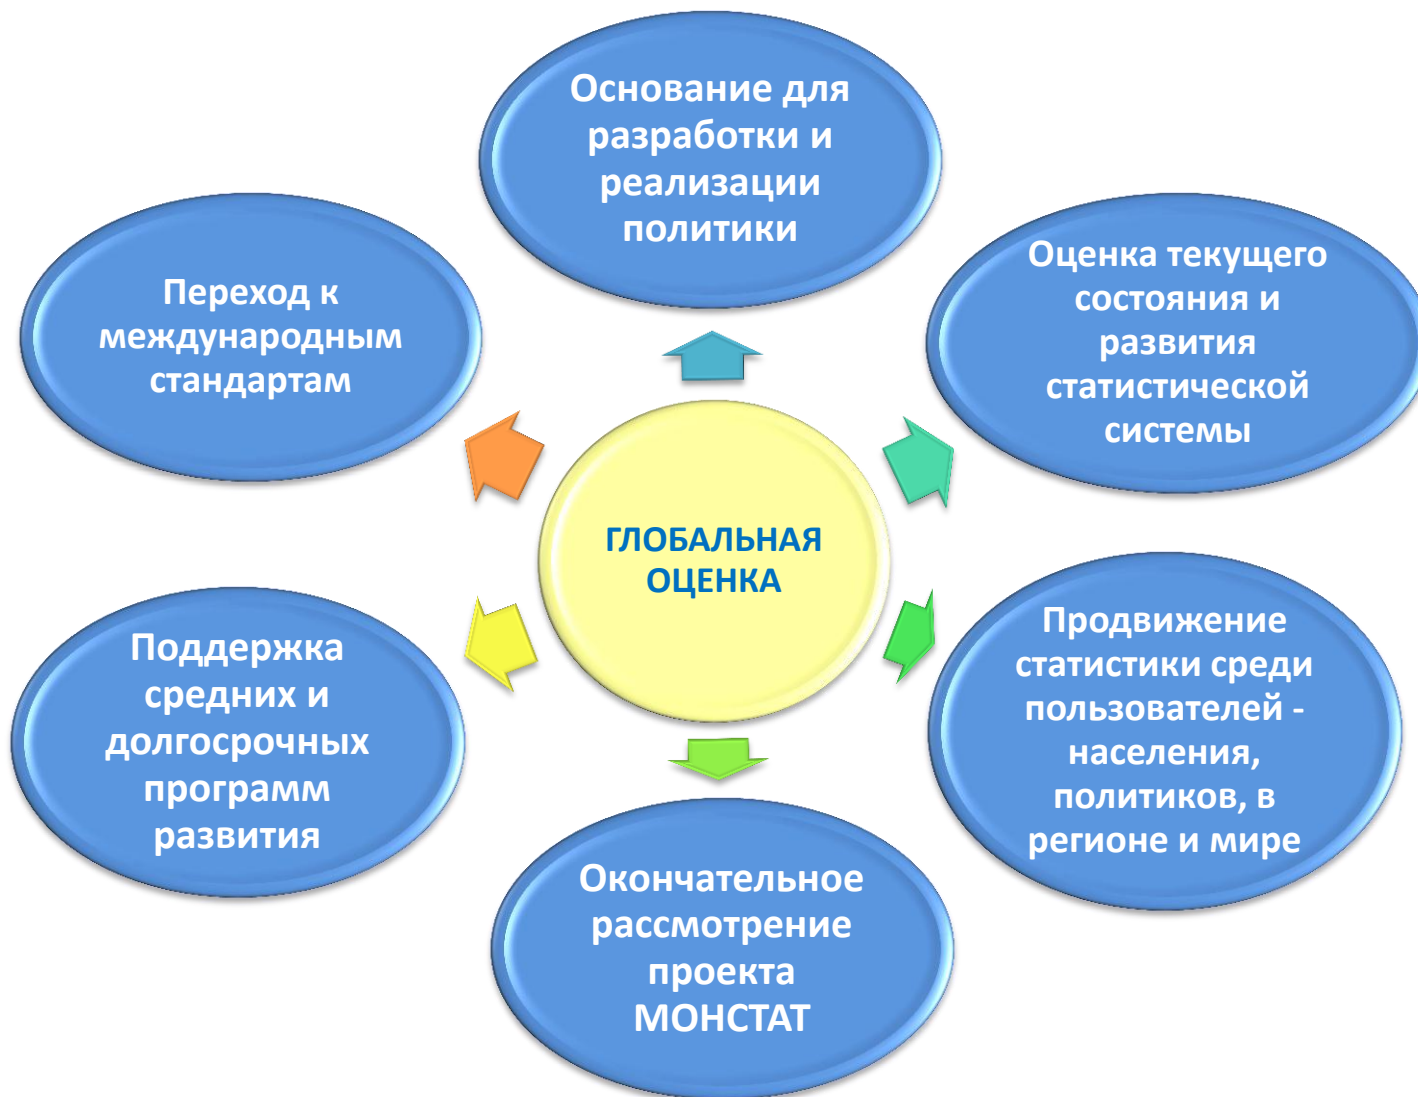 Основание для
разработки и
реализации
политики
Переход к
международным
стандартам
Оценка текущего
состояния и
развития
статистической
системы
ГЛОБАЛЬНАЯ
ОЦЕНКА
Поддержка
средних и
долгосрочных
программ
развития
Продвижение
статистики среди
пользователей -
населения,
политиков, в
регионе и мире
Окончательное
рассмотрение
проекта
МОНСТАТ